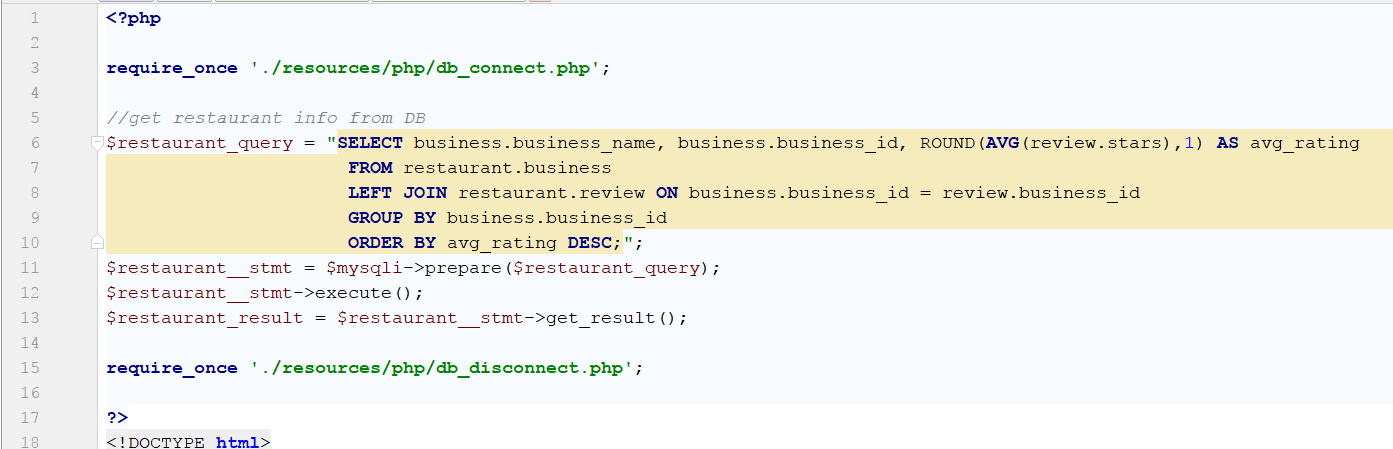 1 <?php
2
3 require_once './resources/php/db_connect.php';
4
5 //get restaurant info from DB
6 $restaurant_query = "SELECT business.business_name, business.business_id, ROUND(AVG(review.stars),1) AS avg_rating
7 FROM restaurant.business
8 LEFT JOIN restaurant.review ON business.business_id = review.business_id
9 GROUP BY business.business_id
10 ORDER BY avg_rating DESC;";
11 $restaurant__stmt = $mysqli->prepare($restaurant_query);
12 $restaurant__stmt->execute();
13 $restaurant_result = $restaurant__stmt->get_result();
14
15 require_once './resources/php/db_disconnect.php';
16
17 ?>
18 <!DOCTYPE html>